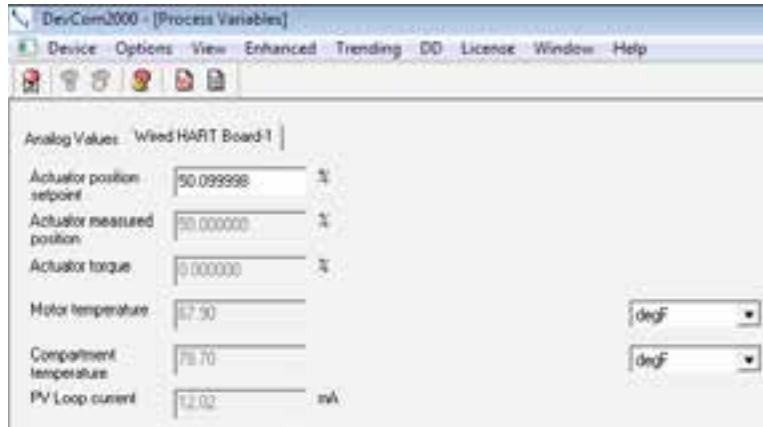 DevCom2000 - [Process Variables]
Device Options View Enhanced Trending DD License Window Help
Analog Values Wired HART Board-1
Actuator position setpoint 50.099998 %
Actuator measured position 50.000000 %
Actuator torque 0.000000 %
Motor temperature 67.90 degF
Compartment temperature 78.70 degF
PV Loop current 12.02 mA